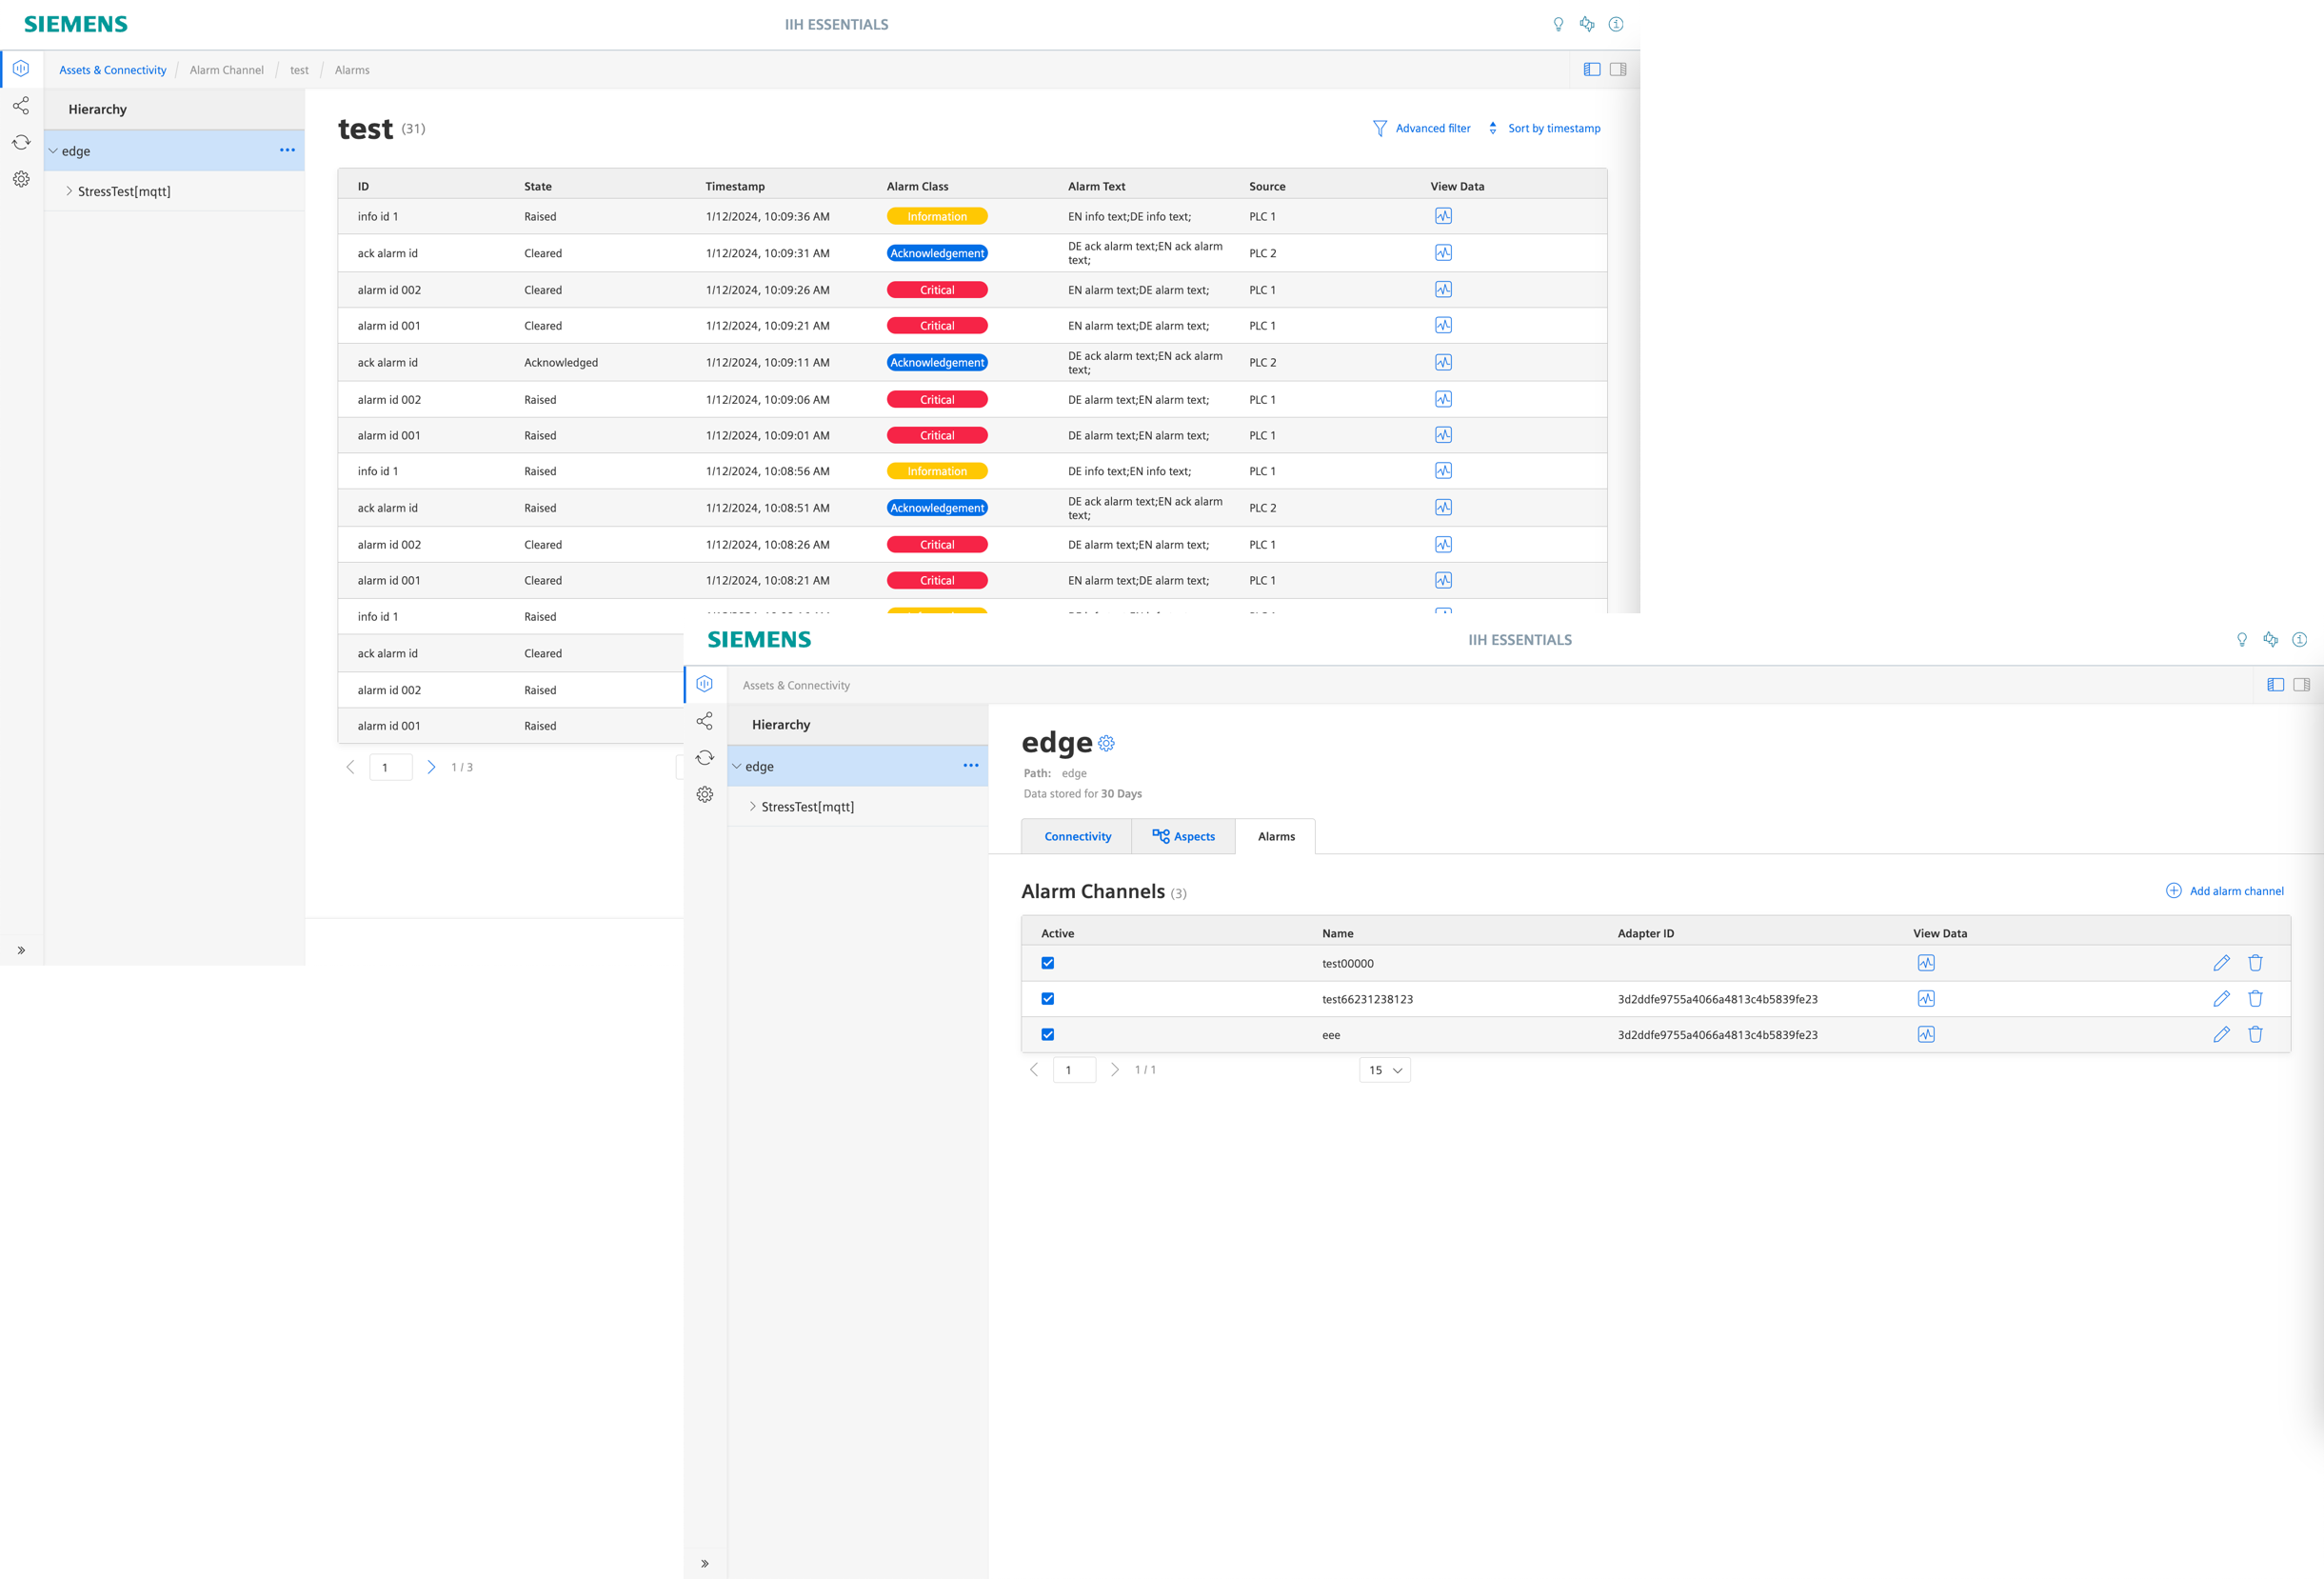 SIEMENS
IIH ESSENTIALS
Assets & Connectivity / Alarm Channel / test / Alarms
Hierarchy
edge
StressTest[mqtt]
test (31)
Advanced filter
Sort by timestamp
ID State Timestamp Alarm Class Alarm Text Source View Data
info id 1 Raised 1/12/2024, 10:09:36 AM Information EN info text;DE info text; PLC 1
ack alarm id Cleared 1/12/2024, 10:09:31 AM Acknowledgement DE ack alarm text;EN ack alarm PLC 2
text;
alarm id 002 Cleared 1/12/2024, 10:09:26 AM Critical EN alarm text;DE alarm text; PLC 1
alarm id 001 Cleared 1/12/2024, 10:09:21 AM Critical EN alarm text;DE alarm text; PLC 1
ack alarm id Acknowledged 1/12/2024, 10:09:11 AM Acknowledgement DE ack alarm text;EN ack alarm PLC 2
text;
alarm id 002 Raised 1/12/2024, 10:09:06 AM Critical DE alarm text;EN alarm text; PLC 1
alarm id 001 Raised 1/12/2024, 10:09:01 AM Critical DE alarm text;EN alarm text; PLC 1
info id 1 Raised 1/12/2024, 10:08:56 AM Information DE info text;EN info text; PLC 1
ack alarm id Raised 1/12/2024, 10:08:51 AM Acknowledgement DE ack alarm text;EN ack alarm PLC 2
text;
alarm id 002 Cleared 1/12/2024, 10:08:26 AM Critical DE alarm text;EN alarm text; PLC 1
alarm id 001 Cleared 1/12/2024, 10:08:21 AM Critical EN alarm text;DE alarm text; PLC 1
info id 1 Raised
ack alarm id Cleared
alarm id 002 Raised
alarm id 001 Raised
1 1 / 3
SIEMENS
IIH ESSENTIALS
Assets & Connectivity
Hierarchy
edge
StressTest[mqtt]
edge
Path: edge
Data stored for 30 Days
Connectivity Aspects Alarms
Alarm Channels (3)
Add alarm channel
Active Name Adapter ID View Data
test00000
test66231238123 3d2ddfe9755a4066a4813c4b5839fe23
eee 3d2ddfe9755a4066a4813c4b5839fe23
1 1 / 1 15